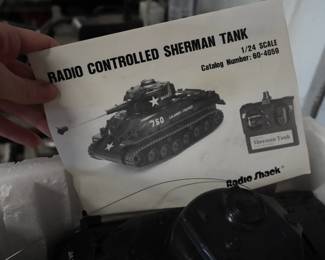 RADIO CONTROLLED SHERMAN TANK
1/24 SCALE
Catalog Number: 60-4059
750
Sherman Tank
Radio Shack